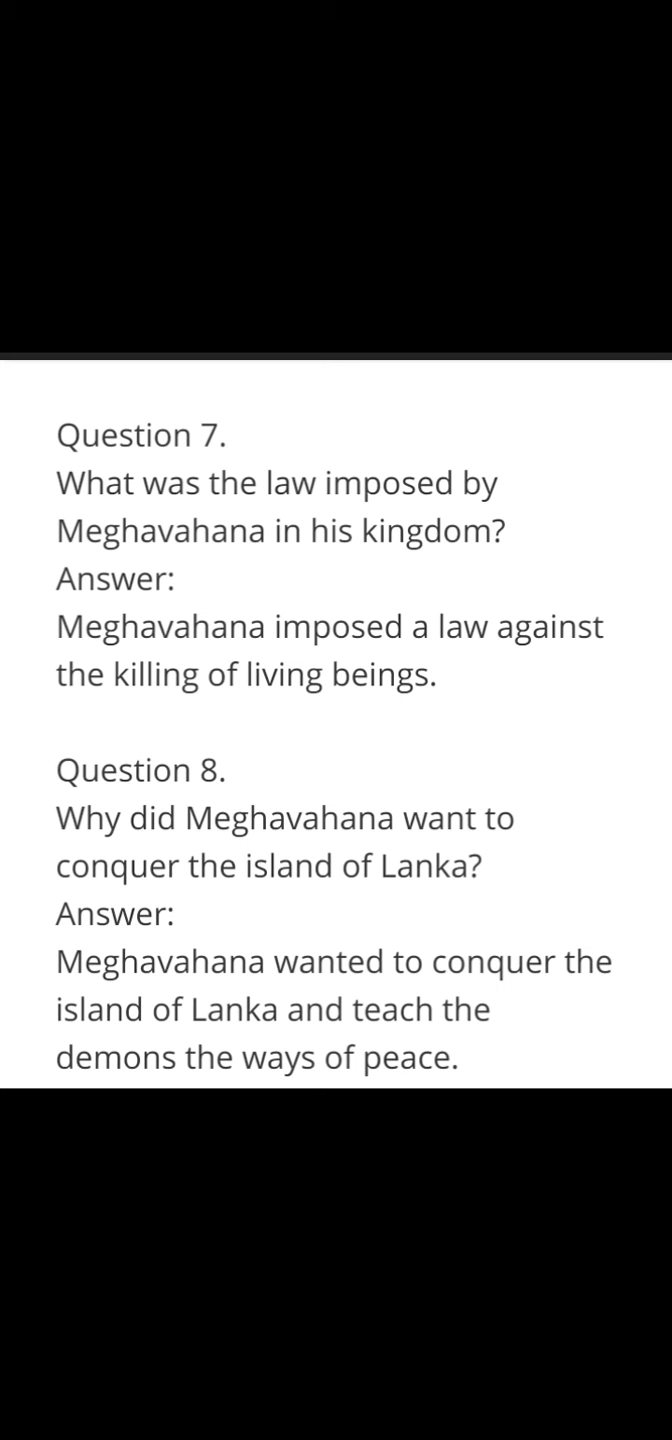 Question 7.
What was the law imposed by
Meghavahana in his kingdom?
Answer:
Meghavahana imposed a law against
the killing of living beings.
Question 8.
Why did Meghavahana want to
conquer the island of Lanka?
Answer:
Meghavahana wanted to conquer the
island of Lanka and teach the
demons the ways of peace.